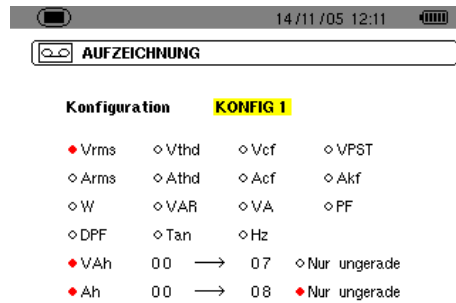 14/11/05 12:11
AUFZEICHNUNG
Konfiguration KONFIG 1
Vrms Vthd Vcf VPST
Arms Athd Acf Akf
W VAR VA PF
DPF Tan Hz
VAh 00 → 07 Nur ungerade
Ah 00 → 08 Nur ungerade